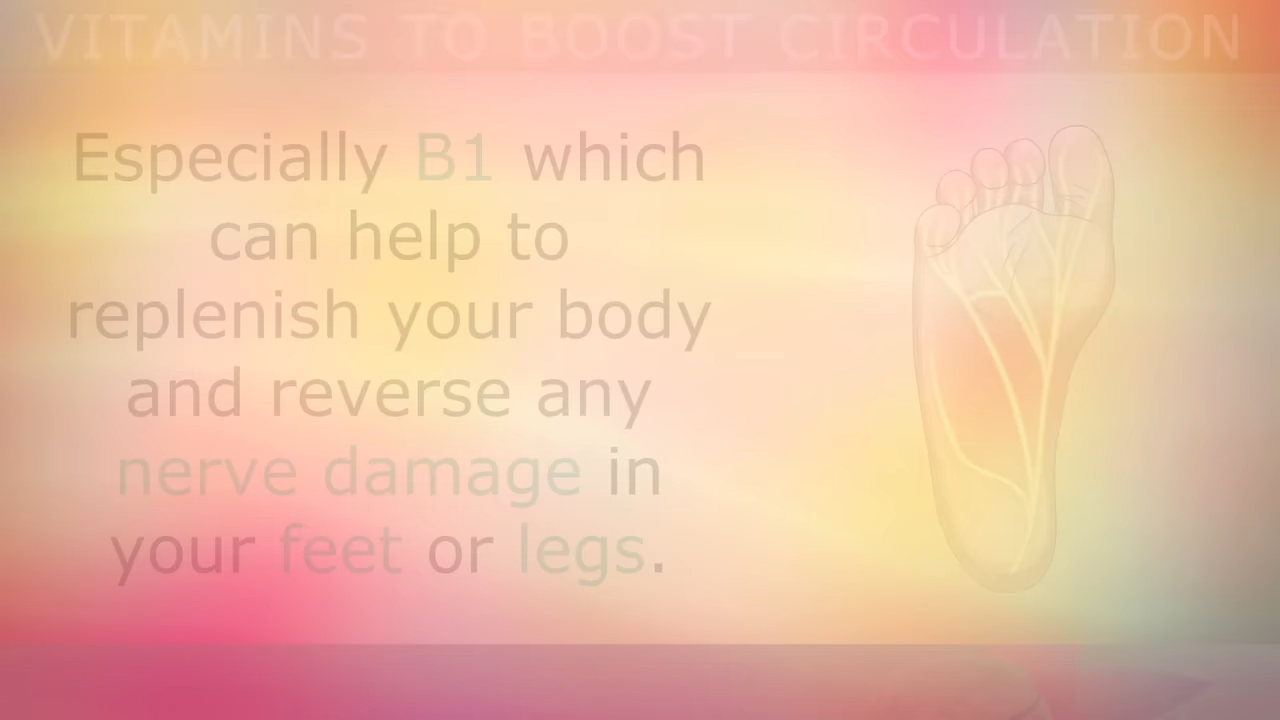 VITAMINS TO BOOST CIRCULATION
Especially B1 which
can help to
replenish your body
and reverse any
nerve damage in
your feet or legs.